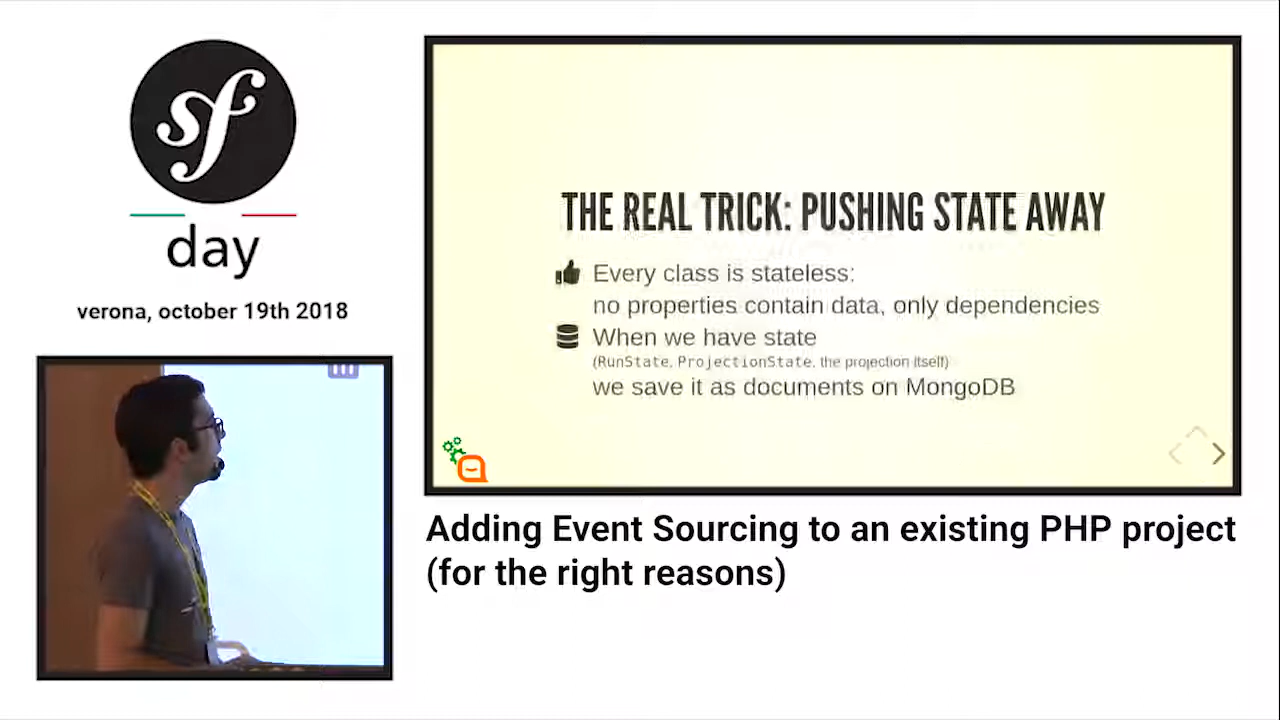 sf
day
verona, october 19th 2018
THE REAL TRICK: PUSHING STATE AWAY
Every class is stateless:
no properties contain data, only dependencies
When we have state
(RunState, ProjectionState, the projection itself)
we save it as documents on MongoDB
Adding Event Sourcing to an existing PHP project
(for the right reasons)